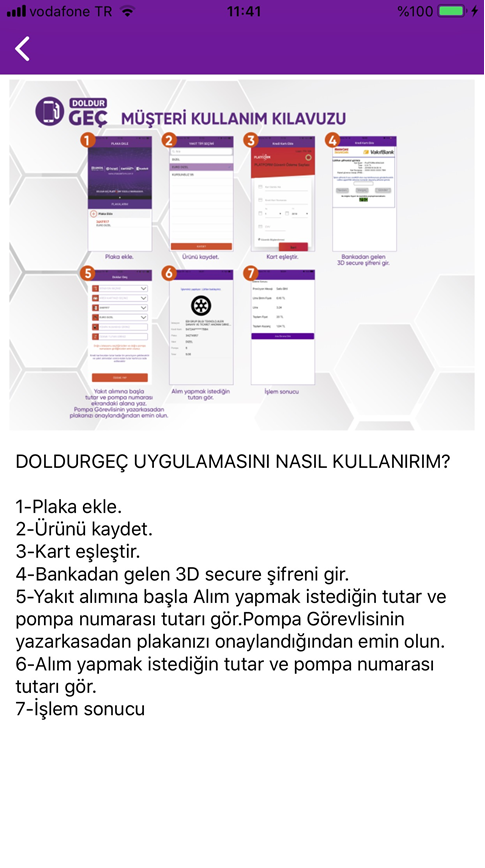 vodafone TR
11:41
%100
DOLDUR
GEÇ
MÜŞTERİ KULLANIM KILAVUZU
1
2
3
4
PLAKA EKLE
Plaka Ekle
Plaka ekle.
Ürünü kaydet.
Kart eşleştir.
VakıfBank
Bankadan gelen
3D secure şifreni gir.
5
6
7
Yakıt alımına başla
tutar ve pompa numarası
ekrandaki alana yaz.
Pompa Görevlisinin yazarkasadan
plakanızı onaylandığından emin olun.
Alım yapmak istediğin
tutarı gör.
İşlem sonucu
DOLDURGEÇ UYGULAMASINI NASIL KULLANIRIM?
1-Plaka ekle.
2-Ürünü kaydet.
3-Kart eşleştir.
4-Bankadan gelen 3D secure şifreni gir.
5-Yakıt alımına başla Alım yapmak istediğin tutar ve
pompa numarası tutarı gör.Pompa Görevlisinin
yazarkasadan plakanızı onaylandığından emin olun.
6-Alım yapmak istediğin tutar ve pompa numarası
tutarı gör.
7-İşlem sonucu